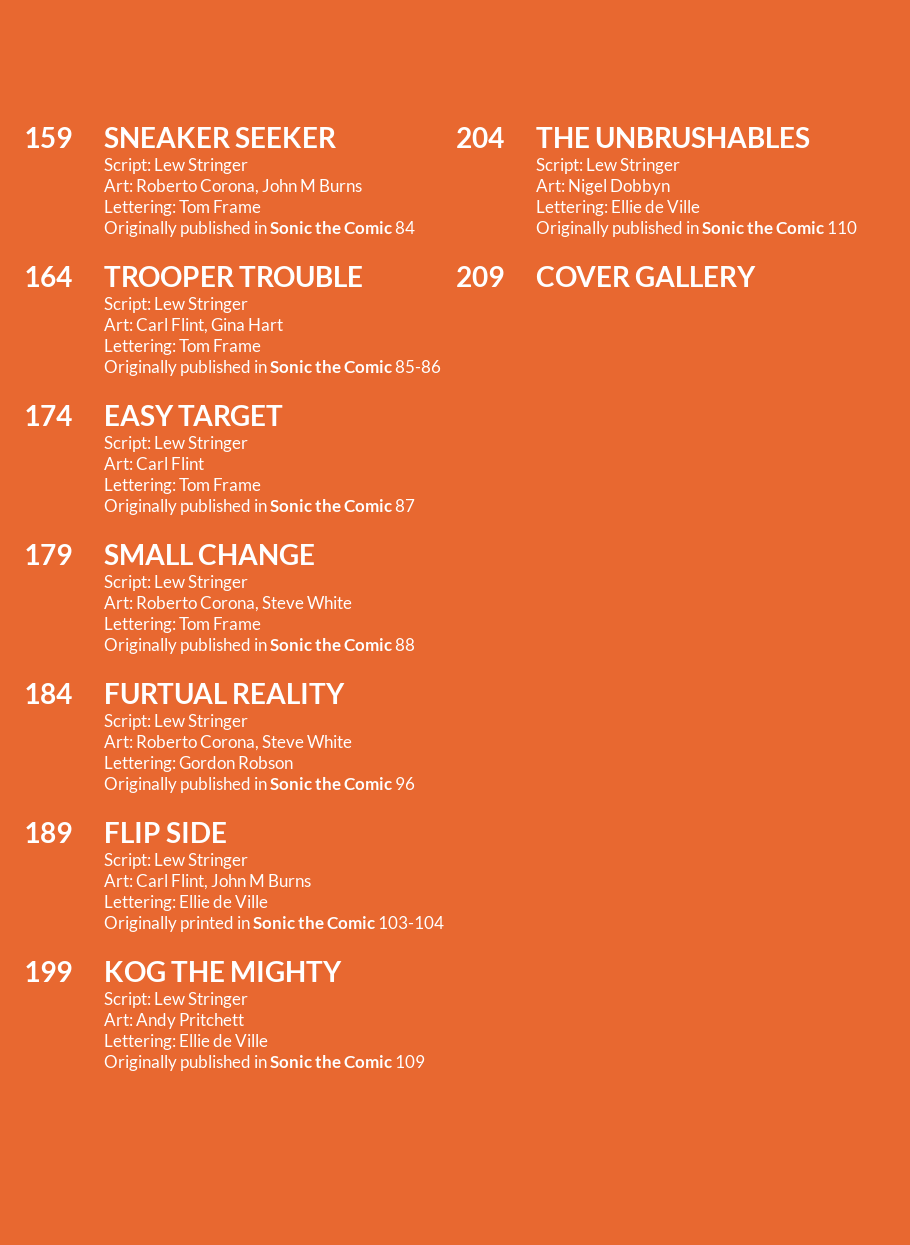 159 SNEAKER SEEKER
Script: Lew Stringer
Art: Roberto Corona, John M Burns
Lettering: Tom Frame
Originally published in Sonic the Comic 84
164 TROOPER TROUBLE
Script: Lew Stringer
Art: Carl Flint, Gina Hart
Lettering: Tom Frame
Originally published in Sonic the Comic 85-86
174 EASY TARGET
Script: Lew Stringer
Art: Carl Flint
Lettering: Tom Frame
Originally published in Sonic the Comic 87
179 SMALL CHANGE
Script: Lew Stringer
Art: Roberto Corona, Steve White
Lettering: Tom Frame
Originally published in Sonic the Comic 88
184 FURTUAL REALITY
Script: Lew Stringer
Art: Roberto Corona, Steve White
Lettering: Gordon Robson
Originally published in Sonic the Comic 96
189 FLIP SIDE
Script: Lew Stringer
Art: Carl Flint, John M Burns
Lettering: Ellie de Ville
Originally printed in Sonic the Comic 103-104
199 KOG THE MIGHTY
Script: Lew Stringer
Art: Andy Pritchett
Lettering: Ellie de Ville
Originally published in Sonic the Comic 109
204 THE UNBRUSHABLES
Script: Lew Stringer
Art: Nigel Dobbyn
Lettering: Ellie de Ville
Originally published in Sonic the Comic 110
209 COVER GALLERY